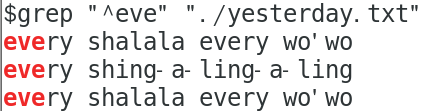 $grep "^eve" "./yesterday.txt"
every shalala every wo'wo
every shing-a-ling-a-ling
every shalala every wo'wo